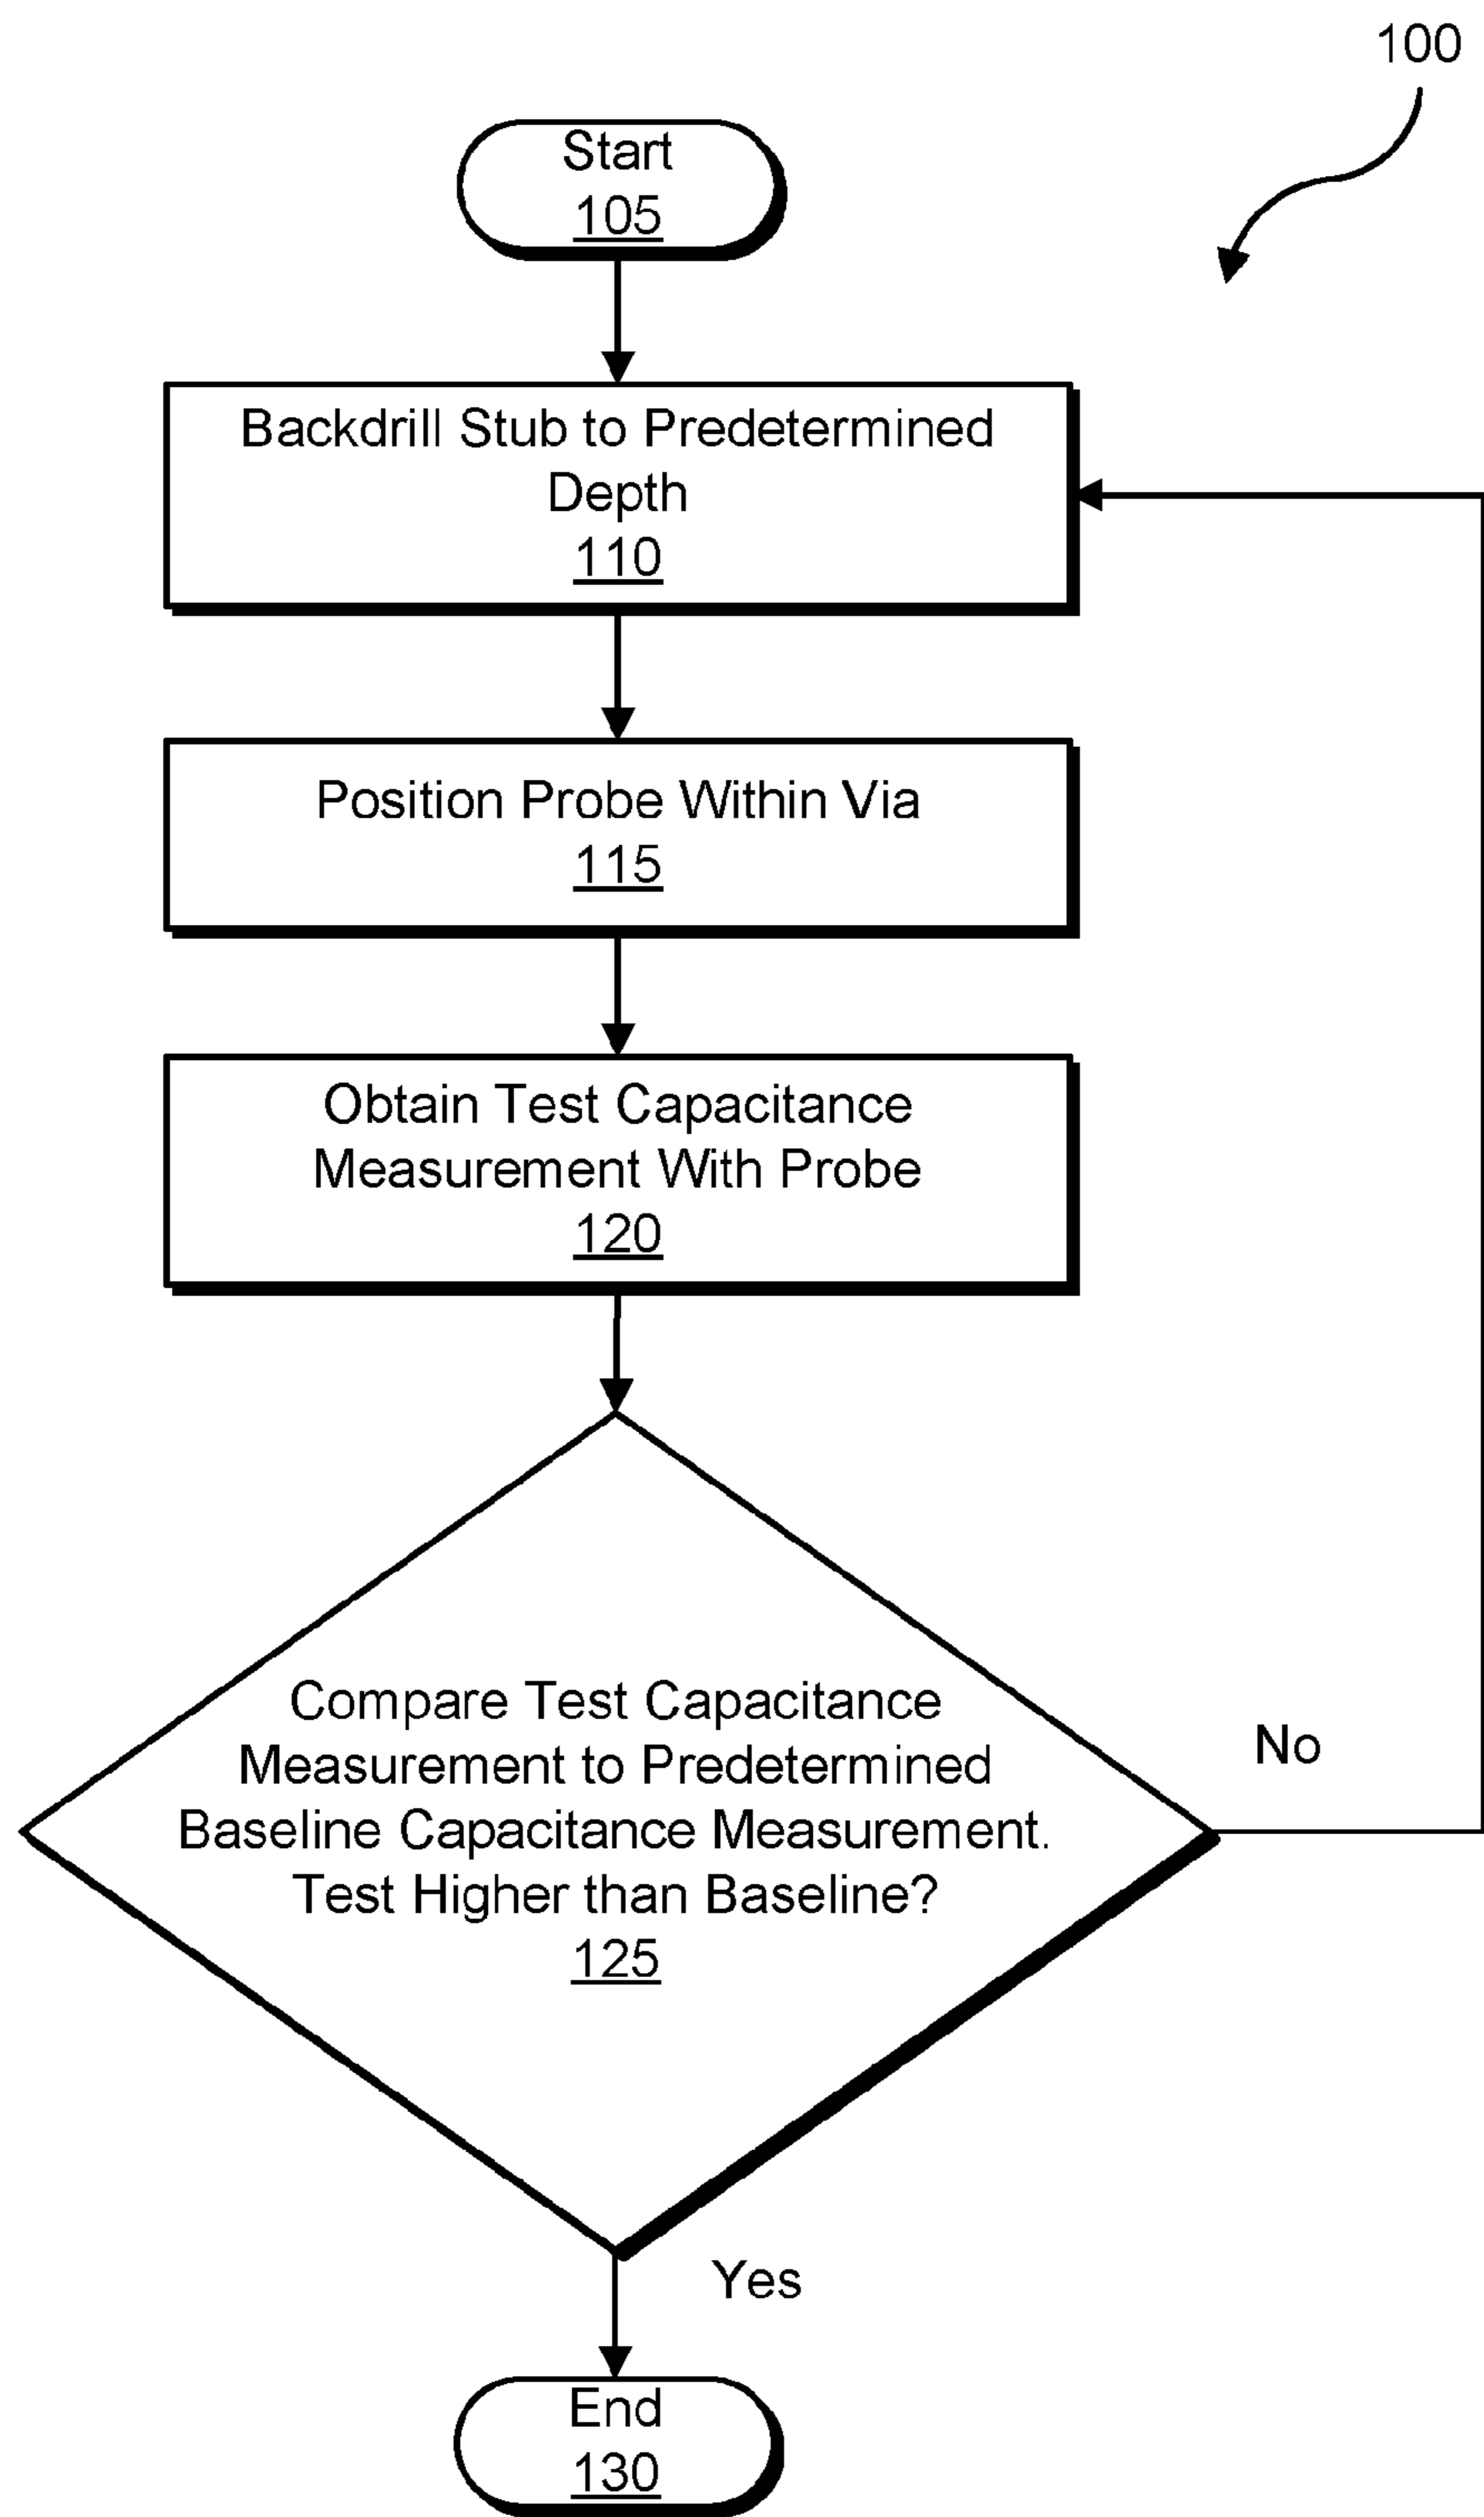 100
Start
105
Backdrill Stub to Predetermined
Depth
110
Position Probe Within Via
115
Obtain Test Capacitance
Measurement With Probe
120
Compare Test Capacitance
Measurement to Predetermined
Baseline Capacitance Measurement.
Test Higher than Baseline?
125
No
Yes
End
130